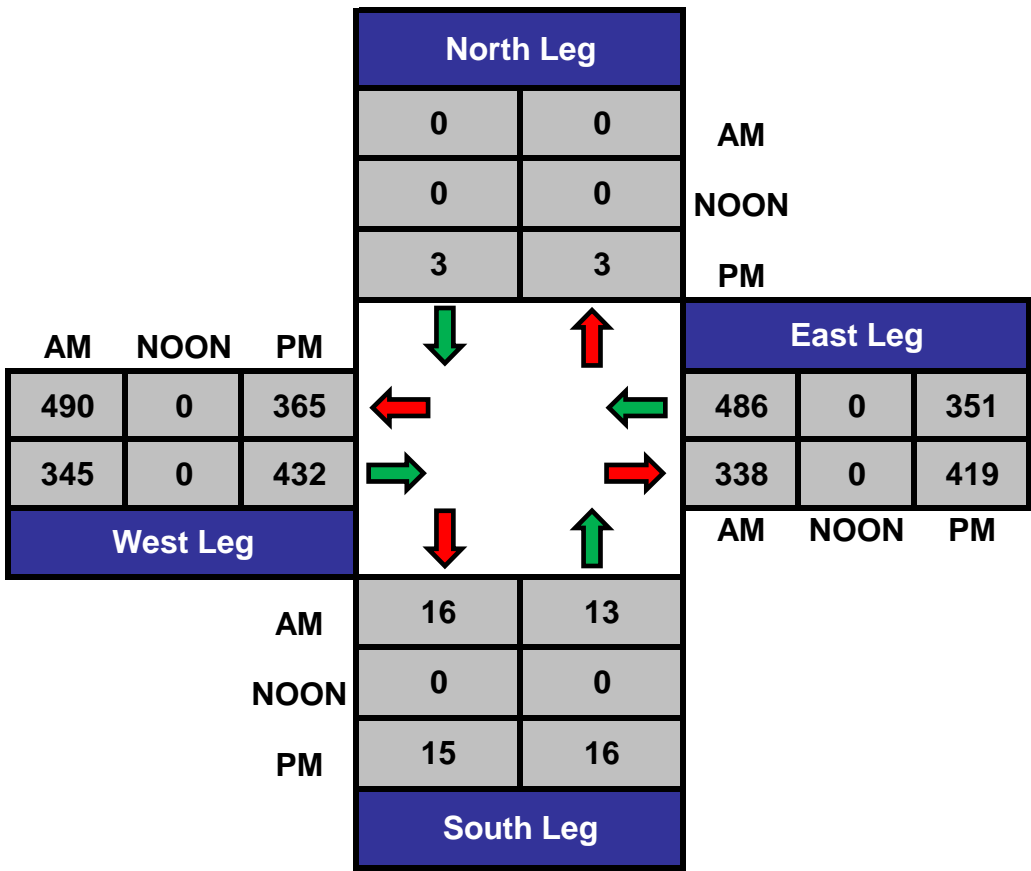 North Leg
0 0 AM
0 0 NOON
3 3 PM
East Leg
AM NOON PM
490 0 365 486 0 351
345 0 432 338 0 419
West Leg AM NOON PM
AM 16 13
NOON 0 0
PM 15 16
South Leg